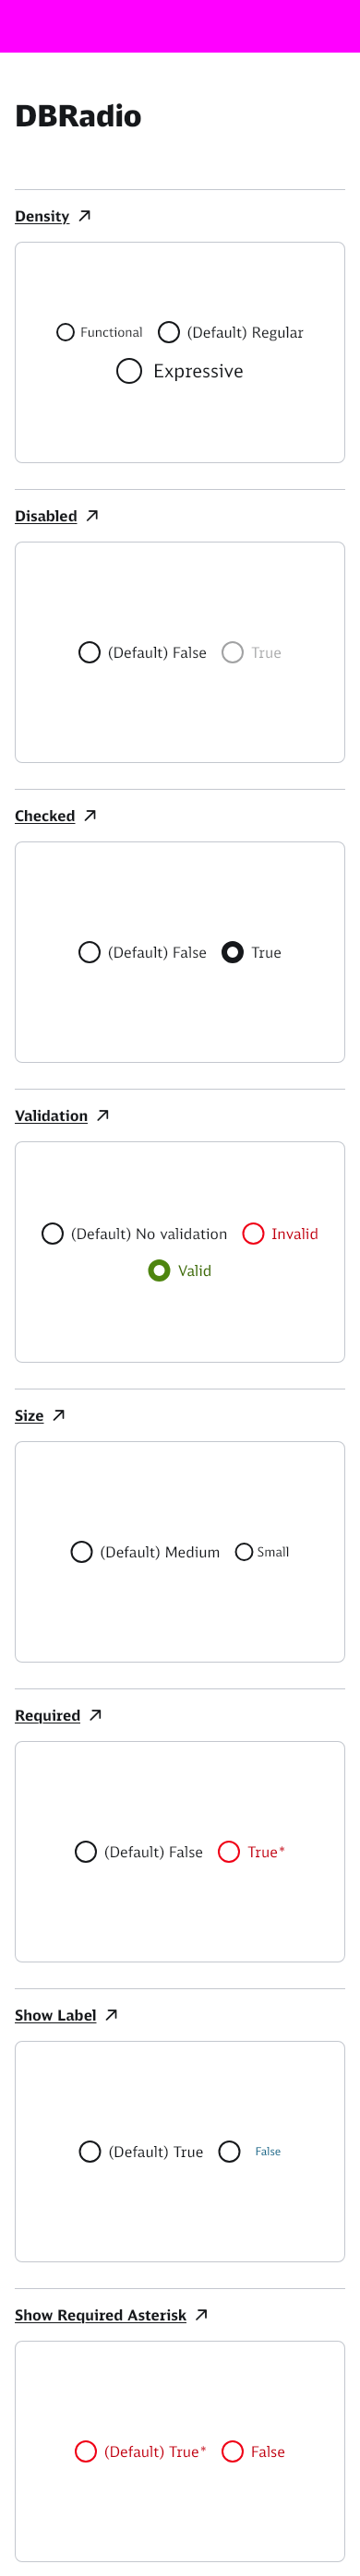 DBRadio
Density
Functional (Default) Regular
Expressive
Disabled
(Default) False True
Checked
(Default) False True
Validation
(Default) No validation Invalid
Valid
Size
(Default) Medium Small
Required
(Default) False True*
Show Label
(Default) True False
Show Required Asterisk
(Default) True* False